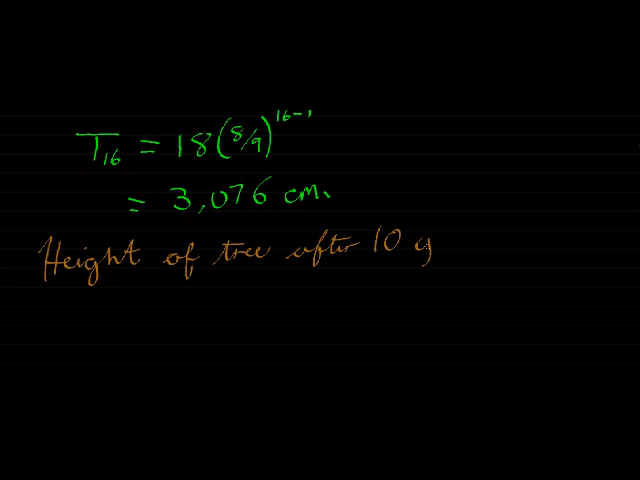 T₁₆ = 18(8/9)¹⁶⁻¹
= 3,076 cm.
Height of tree after 10 y